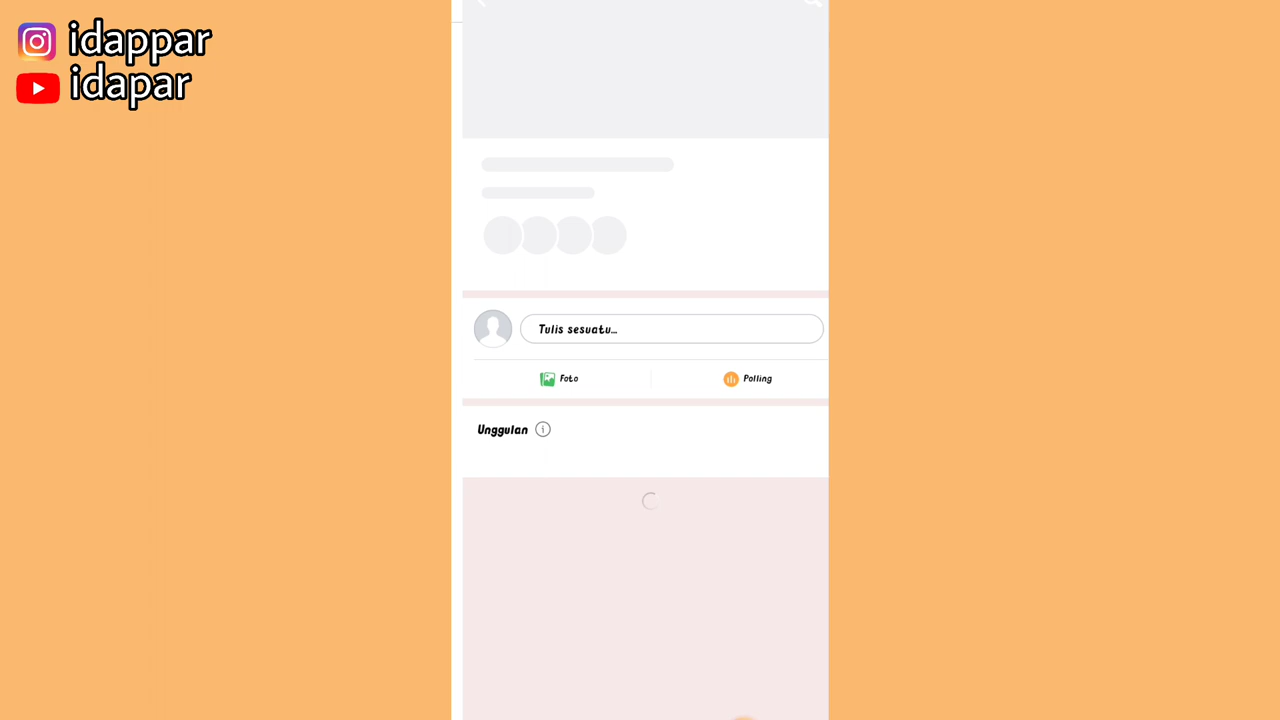 idappar
idapar
Tulis sesuatu...
Foto
Polling
Unggulan